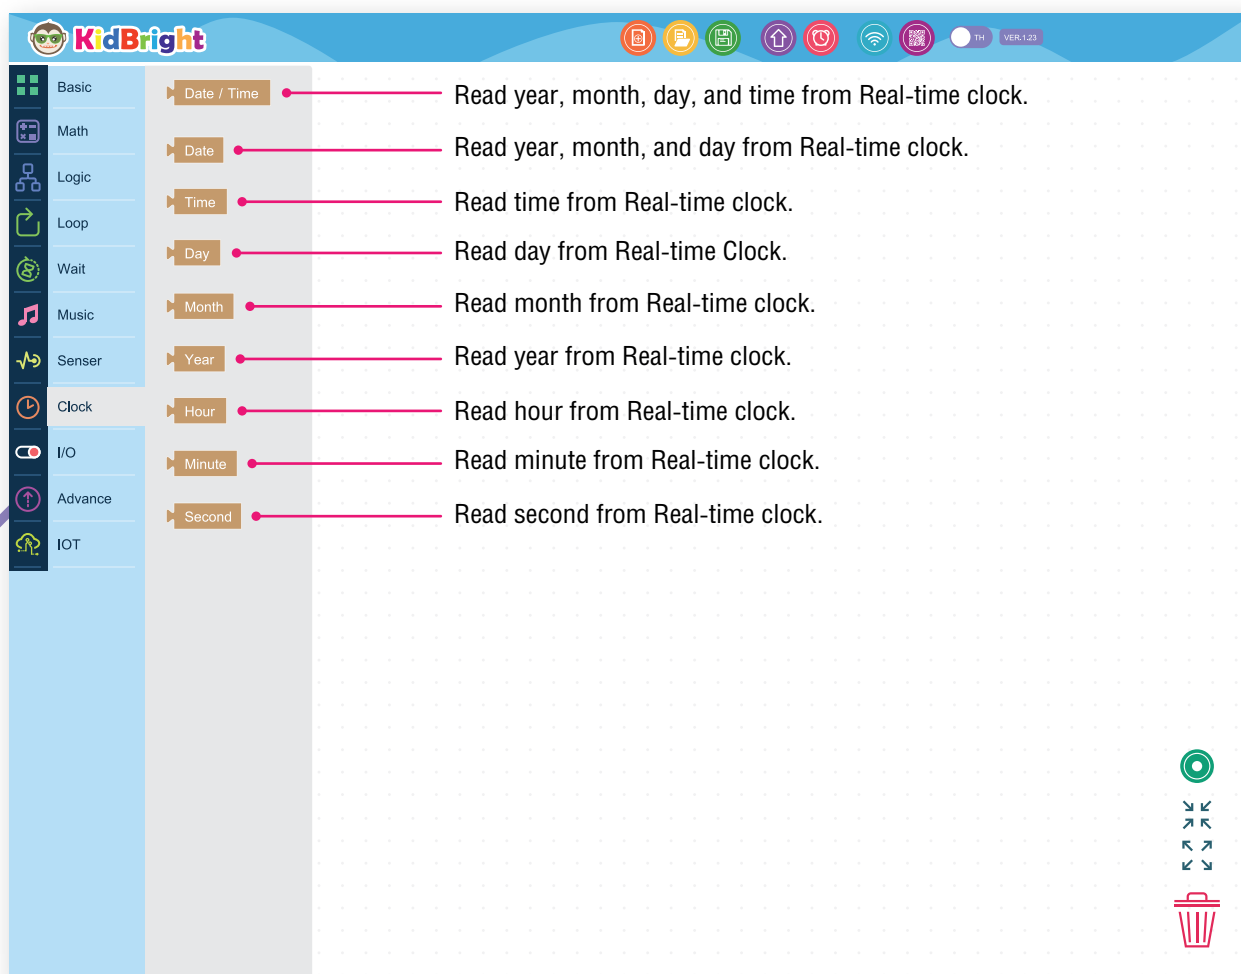 KidBright
TH
VER.1.23
Basic
Math
Logic
Loop
Wait
Music
Senser
Clock
I/O
Advance
IOT
Date / Time
Read year, month, day, and time from Real-time clock.
Date
Read year, month, and day from Real-time clock.
Time
Read time from Real-time clock.
Day
Read day from Real-time Clock.
Month
Read month from Real-time clock.
Year
Read year from Real-time clock.
Hour
Read hour from Real-time clock.
Minute
Read minute from Real-time clock.
Second
Read second from Real-time clock.